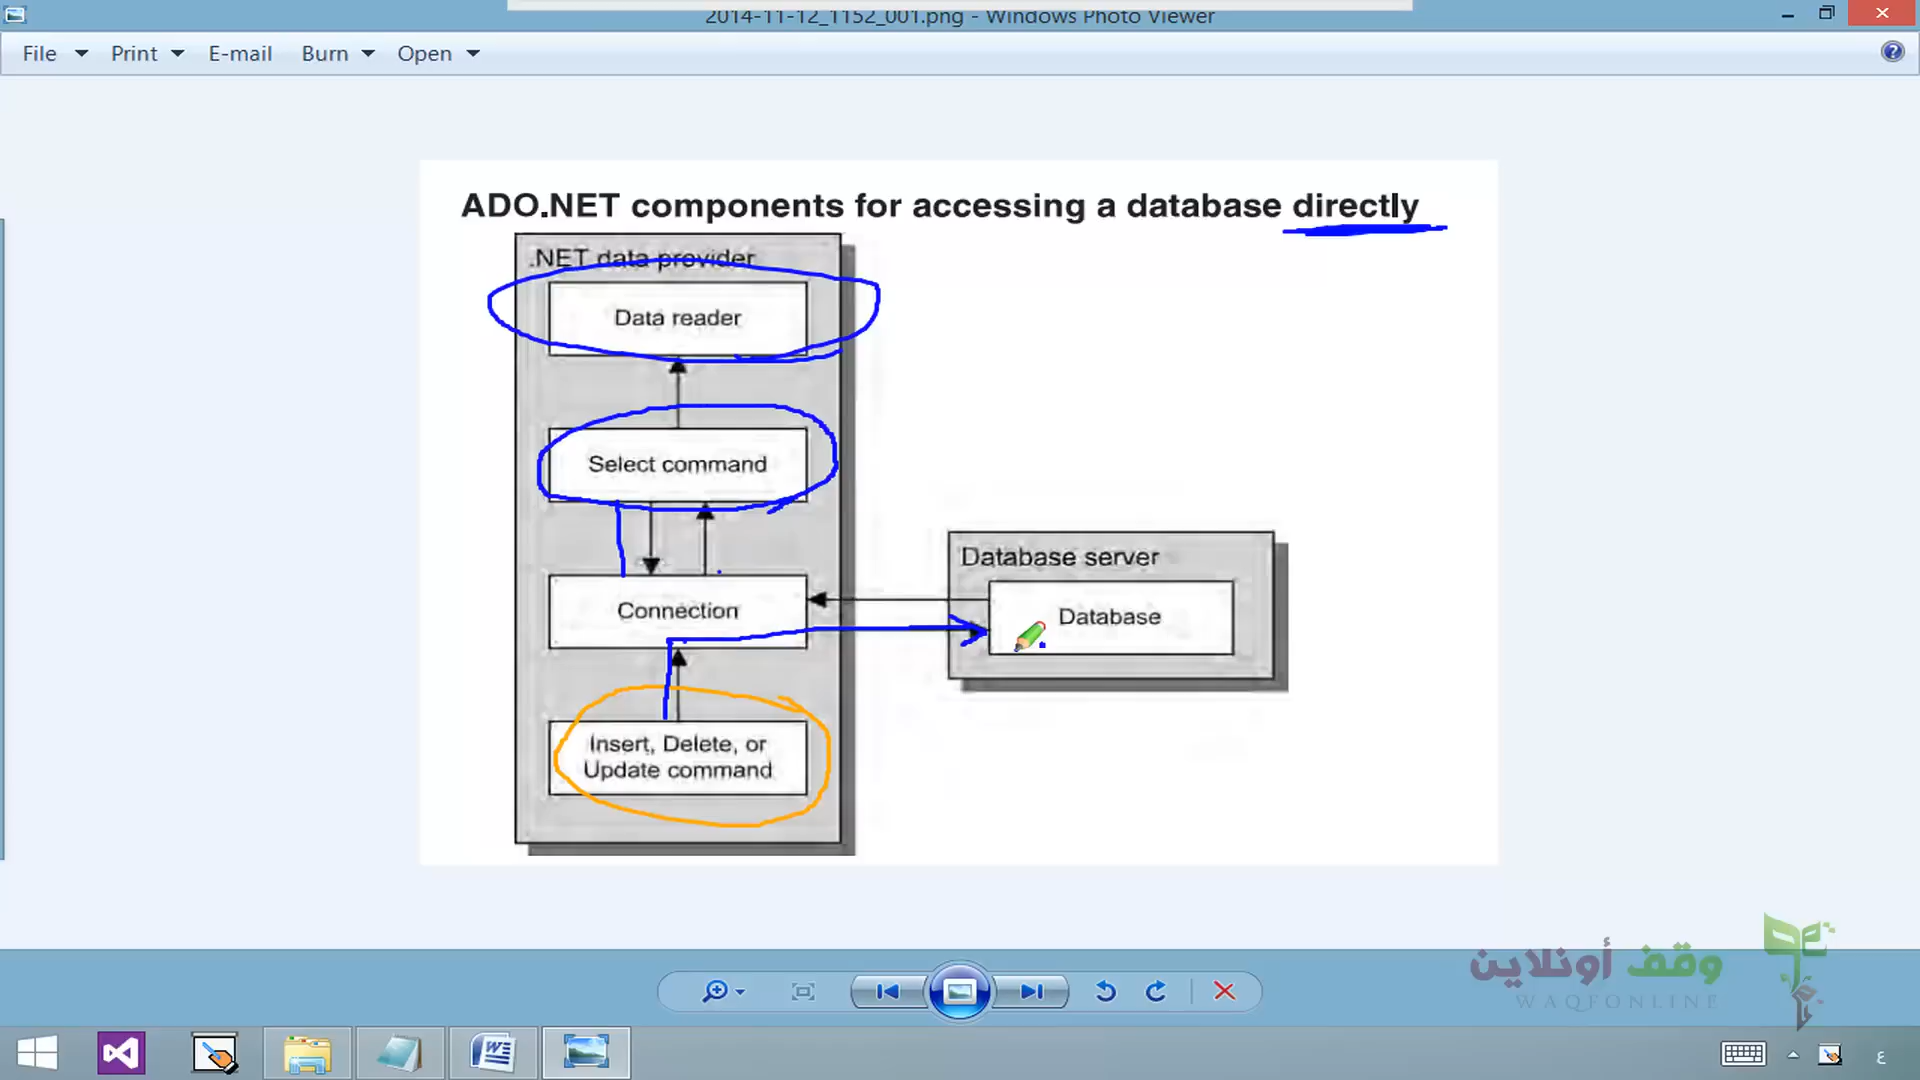 2014-11-12_1152_001.png - Windows Photo Viewer
File Print E-mail Burn Open
ADO.NET components for accessing a database directly
.NET data provider
Data reader
Select command
Connection
Insert, Delete, or
Update command
Database server
Database
وقف أونلاين
WAQFONLINE
ع